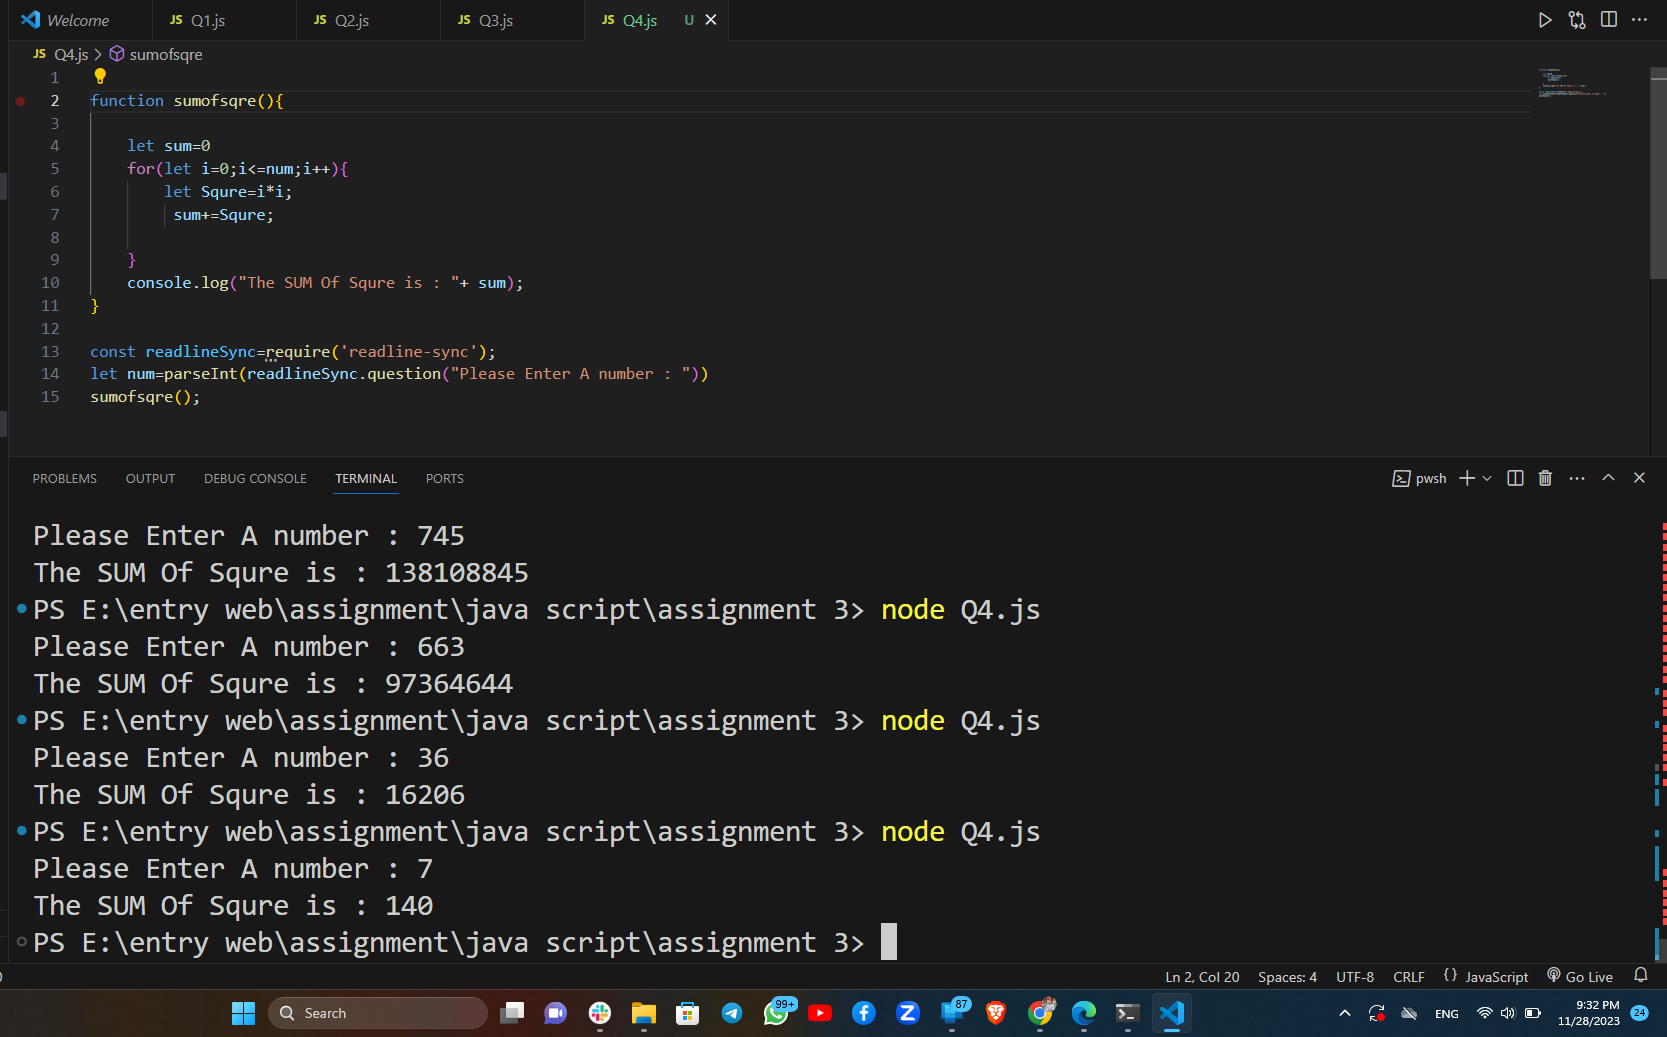 Welcome
JS Q1.js
JS Q2.js
JS Q3.js
JS Q4.js U
JS Q4.js > sumofsqre
1
2 function sumofsqre(){
3
4 let sum=0
5 for(let i=0;i<=num;i++){
6 let Squre=i*i;
7 sum+=Squre;
8
9 }
10 console.log("The SUM Of Squre is : "+ sum);
11 }
12
13 const readlineSync=require('readline-sync');
14 let num=parseInt(readlineSync.question("Please Enter A number : "))
15 sumofsqre();
PROBLEMS OUTPUT DEBUG CONSOLE TERMINAL PORTS
pwsh
Please Enter A number : 745
The SUM Of Squre is : 138108845
PS E:\entry web\assignment\java script\assignment 3> node Q4.js
Please Enter A number : 663
The SUM Of Squre is : 97364644
PS E:\entry web\assignment\java script\assignment 3> node Q4.js
Please Enter A number : 36
The SUM Of Squre is : 16206
PS E:\entry web\assignment\java script\assignment 3> node Q4.js
Please Enter A number : 7
The SUM Of Squre is : 140
PS E:\entry web\assignment\java script\assignment 3>
Ln 2, Col 20 Spaces: 4 UTF-8 CRLF {} JavaScript Go Live
Search
99+
87
ENG
9:32 PM
11/28/2023
24